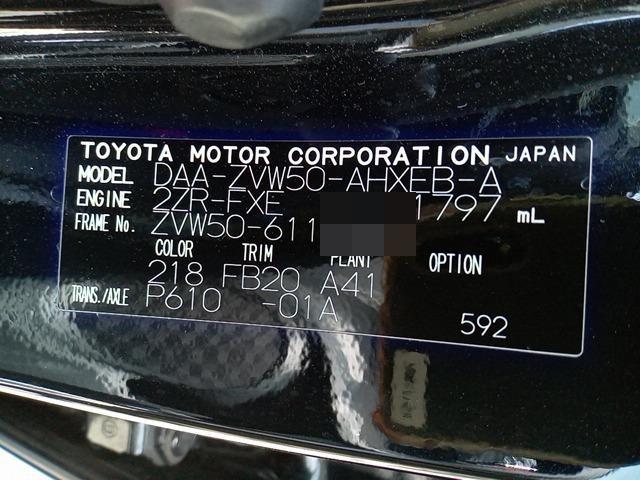 TOYOTA MOTOR CORPORATION JAPAN
MODEL DAA-ZVW50-AHXEB-A
ENGINE 2ZR-FXE 1797 mL
FRAME No. ZVW50-611
COLOR TRIM PLANT OPTION
218 FB20 A41
TRANS./AXLE P610 -01A
592